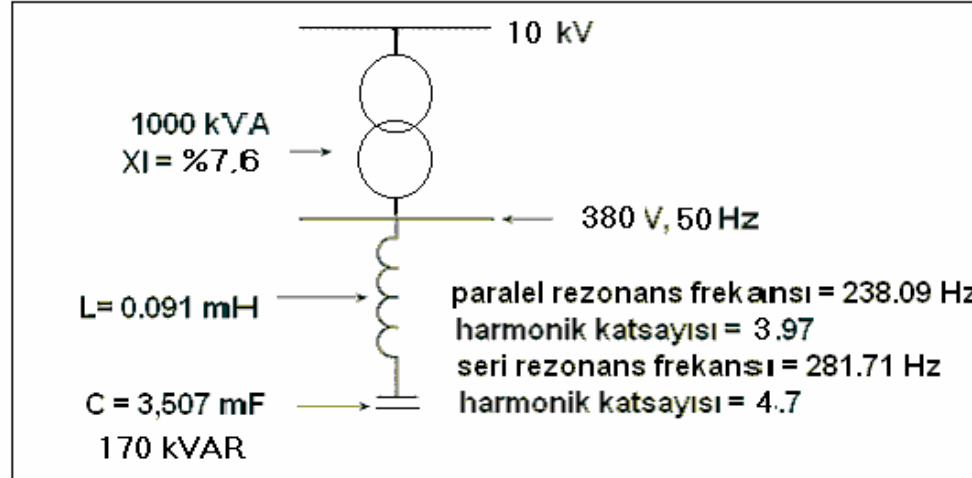 10 kV
1000 kVA
Xl = %7,6
380 V, 50 Hz
L= 0.091 mH
paralel rezonans frekansı = 238.09 Hz
harmonik katsayısı = 3.97
seri rezonans frekansı = 281.71 Hz
harmonik katsayısı = 4.7
C = 3,507 mF
170 kVAR